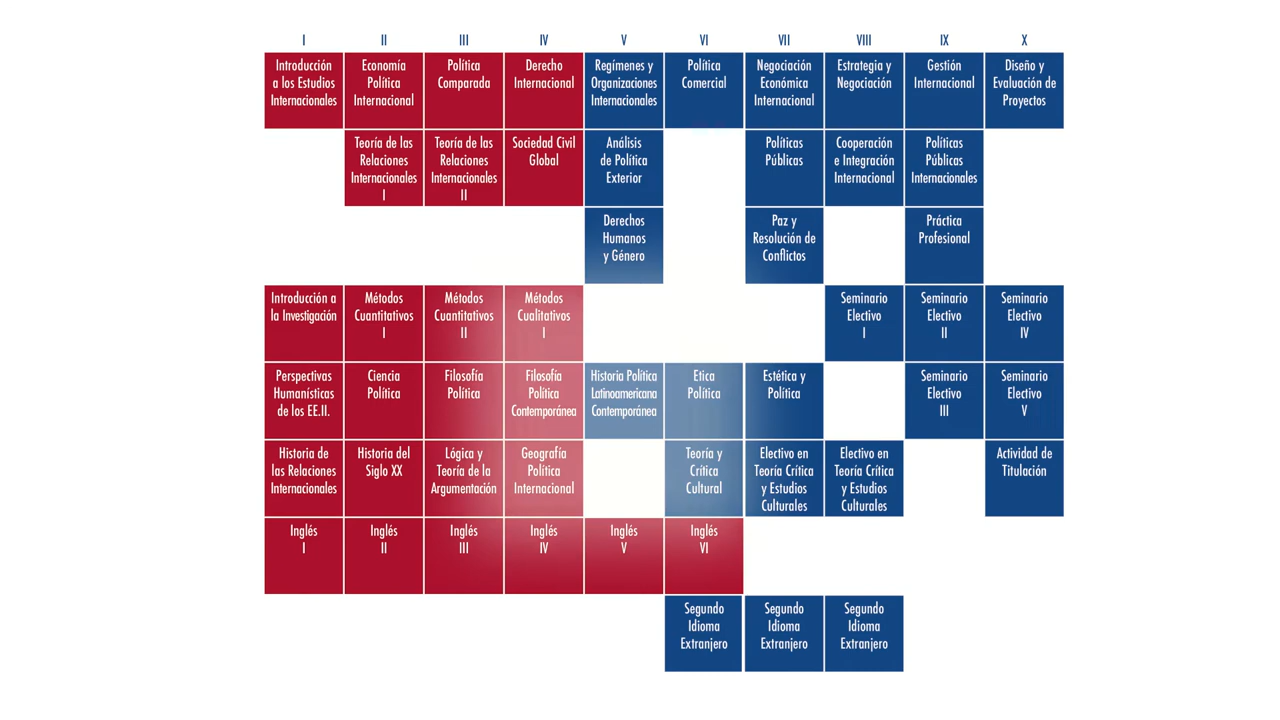 I II III IV V VI VII VIII IX X
Introducción
a los Estudios
Internacionales
Economía
Política
Internacional
Política
Comparada
Derecho
Internacional
Regímenes y
Organizaciones
Internacionales
Política
Comercial
Negociación
Económica
Internacional
Estrategia y
Negociación
Gestión
Internacional
Diseño y
Evaluación de
Proyectos
Teoría de las
Relaciones
Internacionales
I
Teoría de las
Relaciones
Internacionales
II
Sociedad Civil
Global
Análisis
de Política
Exterior
Políticas
Públicas
Cooperación
e Integración
Internacional
Políticas
Públicas
Internacionales
Derechos
Humanos
y Género
Paz y
Resolución de
Conflictos
Práctica
Profesional
Introducción a
la Investigación
Métodos
Cuantitativos
I
Métodos
Cuantitativos
II
Métodos
Cualitativos
I
Seminario
Electivo
I
Seminario
Electivo
II
Seminario
Electivo
IV
Perspectivas
Humanísticas
de los EE.II.
Ciencia
Política
Filosofía
Política
Filosofía
Política
Contemporánea
Historia Política
Latinoamericana
Contemporánea
Etica
Política
Estética y
Política
Seminario
Electivo
III
Seminario
Electivo
V
Historia de
las Relaciones
Internacionales
Historia del
Siglo XX
Lógica y
Teoría de la
Argumentación
Geografía
Política
Internacional
Teoría y
Crítica
Cultural
Electivo en
Teoría Crítica
y Estudios
Culturales
Electivo en
Teoría Crítica
y Estudios
Culturales
Actividad de
Titulación
Inglés
I
Inglés
II
Inglés
III
Inglés
IV
Inglés
V
Inglés
VI
Segundo
Idioma
Extranjero
Segundo
Idioma
Extranjero
Segundo
Idioma
Extranjero